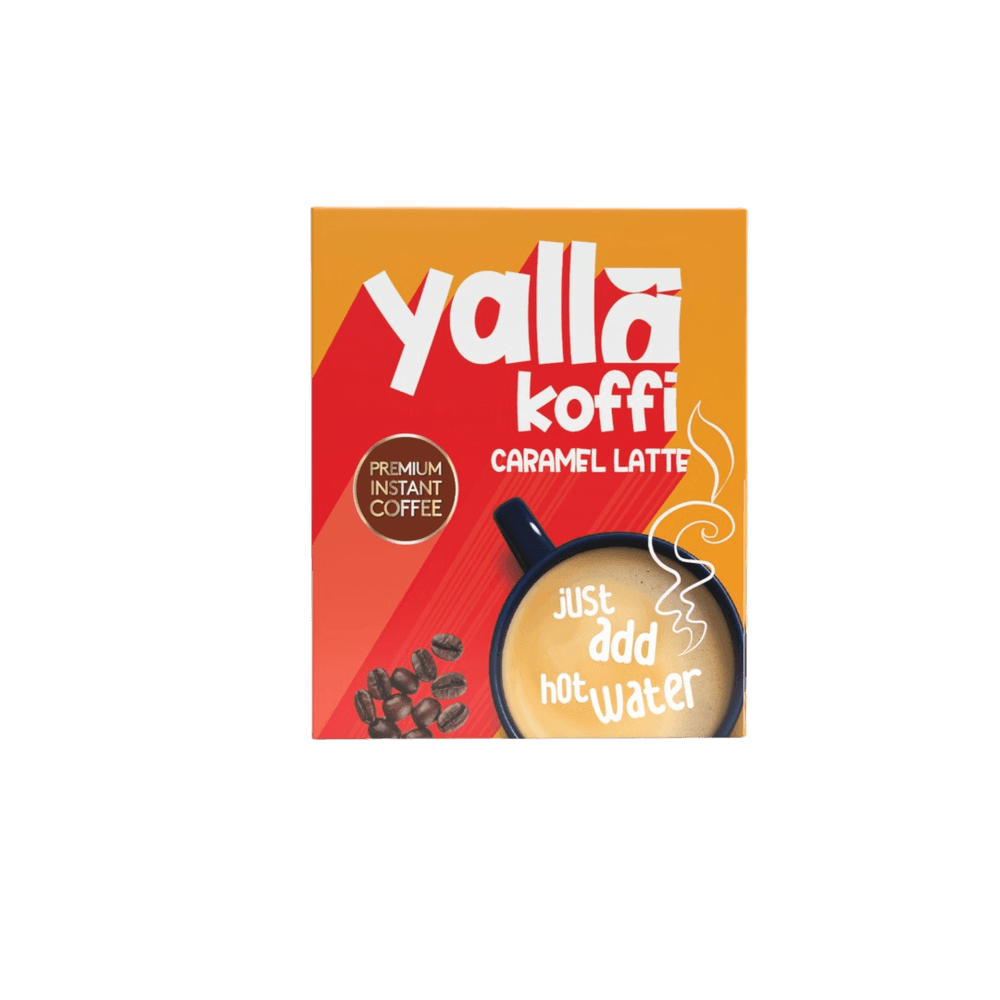 yallā
koffi
CARAMEL LATTE
PREMIUM
INSTANT
COFFEE
just
add
hot water